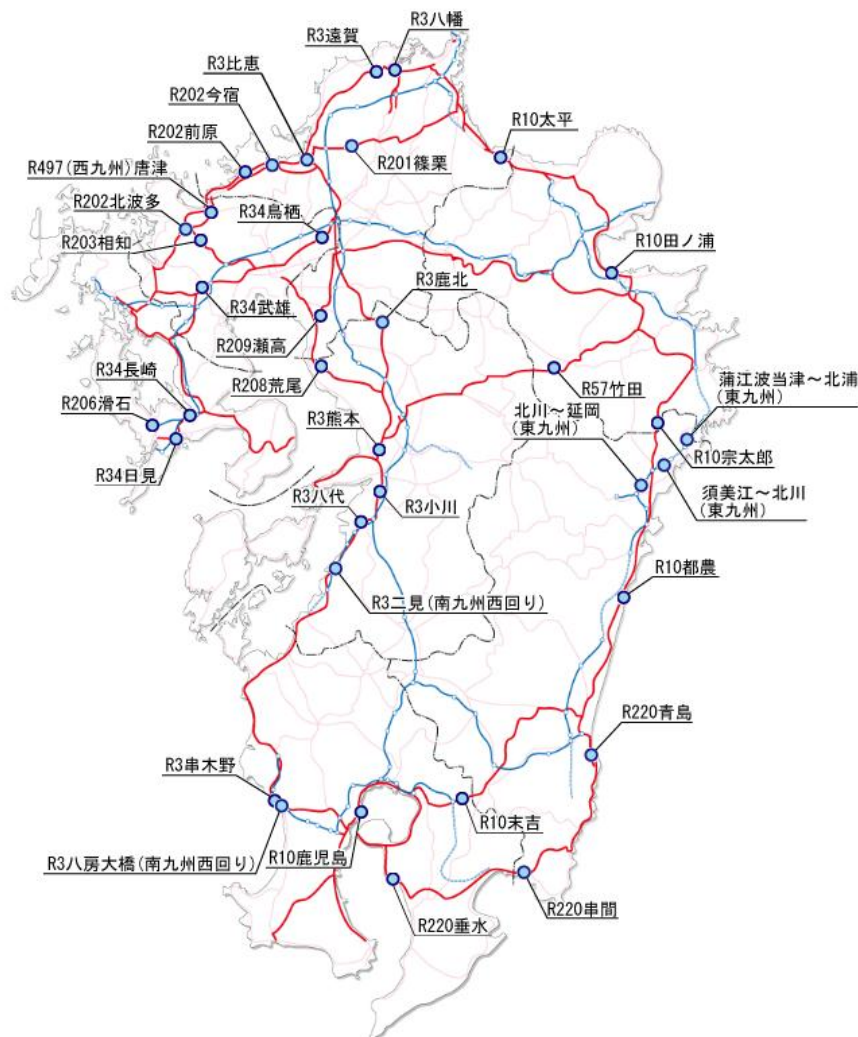 R3遠賀
R3八幡
R3比恵
R202今宿
R10太平
R202前原
R201篠栗
R497(西九州)唐津
R202北波多
R34鳥栖
R203相知
R10田ノ浦
R3鹿北
R34武雄
R209瀬高
R34長崎
R208荒尾
R57竹田
蒲江波当津～北浦
(東九州)
北川～延岡
(東九州)
R206滑石
R3熊本
R10宗太郎
R34日見
須美江～北川
(東九州)
R3八代
R3小川
R10都農
R3二見(南九州西回り)
R220青島
R3串木野
R10末吉
R3八房大橋(南九州西回り)
R10鹿児島
R220垂水
R220串間